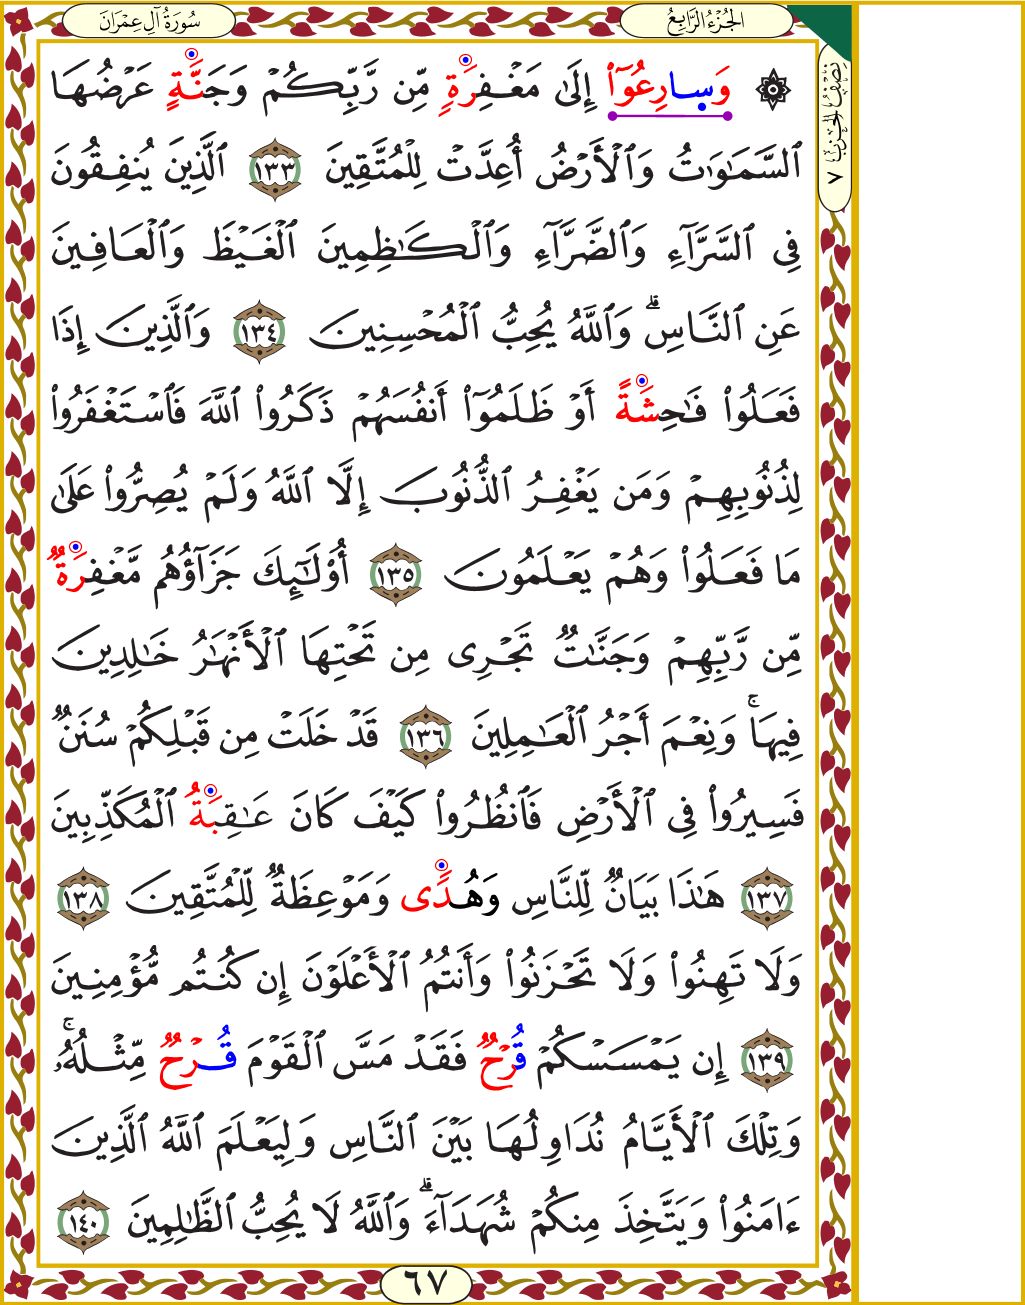 سُورَةُ آلِ عِمْرَانَ
الجُزْءُ الرَّابِعُ
نِصْفُ الحِزْبِ ٧
۞ وَسِارِعُوٓا۟ إِلَىٰ مَغْفِرَةٍۢ مِّن رَّبِّكُمْ وَجَنَّةٍ عَرْضُهَا
ٱلسَّمَـٰوَٰتُ وَٱلْأَرْضُ أُعِدَّتْ لِلْمُتَّقِينَ ١٣٣ ٱلَّذِينَ يُنفِقُونَ
فِى ٱلسَّرَّآءِ وَٱلضَّرَّآءِ وَٱلْكَـٰظِمِينَ ٱلْغَيْظَ وَٱلْعَافِينَ
عَنِ ٱلنَّاسِ ۗ وَٱللَّهُ يُحِبُّ ٱلْمُحْسِنِينَ ١٣٤ وَٱلَّذِينَ إِذَا
فَعَلُوا۟ فَـٰحِشَةً أَوْ ظَلَمُوٓا۟ أَنفُسَهُمْ ذَكَرُوا۟ ٱللَّهَ فَٱسْتَغْفَرُوا۟
لِذُنُوبِهِمْ وَمَن يَغْفِرُ ٱلذُّنُوبَ إِلَّا ٱللَّهُ وَلَمْ يُصِرُّوا۟ عَلَىٰ
مَا فَعَلُوا۟ وَهُمْ يَعْلَمُونَ ١٣٥ أُو۟لَـٰٓئِكَ جَزَآؤُهُم مَّغْفِرَةٌۭ
مِّن رَّبِّهِمْ وَجَنَّـٰتٌۭ تَجْرِى مِن تَحْتِهَا ٱلْأَنْهَـٰرُ خَـٰلِدِينَ
فِيهَا ۚ وَنِعْمَ أَجْرُ ٱلْعَـٰمِلِينَ ١٣٦ قَدْ خَلَتْ مِن قَبْلِكُمْ سُنَنٌۭ
فَسِيرُوا۟ فِى ٱلْأَرْضِ فَٱنظُرُوا۟ كَيْفَ كَانَ عَـٰقِبَةُ ٱلْمُكَذِّبِينَ
١٣٧ هَـٰذَا بَيَانٌۭ لِّلنَّاسِ وَهُدًۭى وَمَوْعِظَةٌۭ لِّلْمُتَّقِينَ ١٣٨
وَلَا تَهِنُوا۟ وَلَا تَحْزَنُوا۟ وَأَنتُمُ ٱلْأَعْلَوْنَ إِن كُنتُم مُّؤْمِنِينَ
١٣٩ إِن يَمْسَسْكُمْ قُرْحٌۭ فَقَدْ مَسَّ ٱلْقَوْمَ قُرْحٌۭ مِّثْلُهُۥ ۚ
وَتِلْكَ ٱلْأَيَّامُ نُدَاوِلُهَا بَيْنَ ٱلنَّاسِ وَلِيَعْلَمَ ٱللَّهُ ٱلَّذِينَ
ءَامَنُوا۟ وَيَتَّخِذَ مِنكُمْ شُهَدَآءَ ۗ وَٱللَّهُ لَا يُحِبُّ ٱلظَّـٰلِمِينَ ١٤٠
٦٧